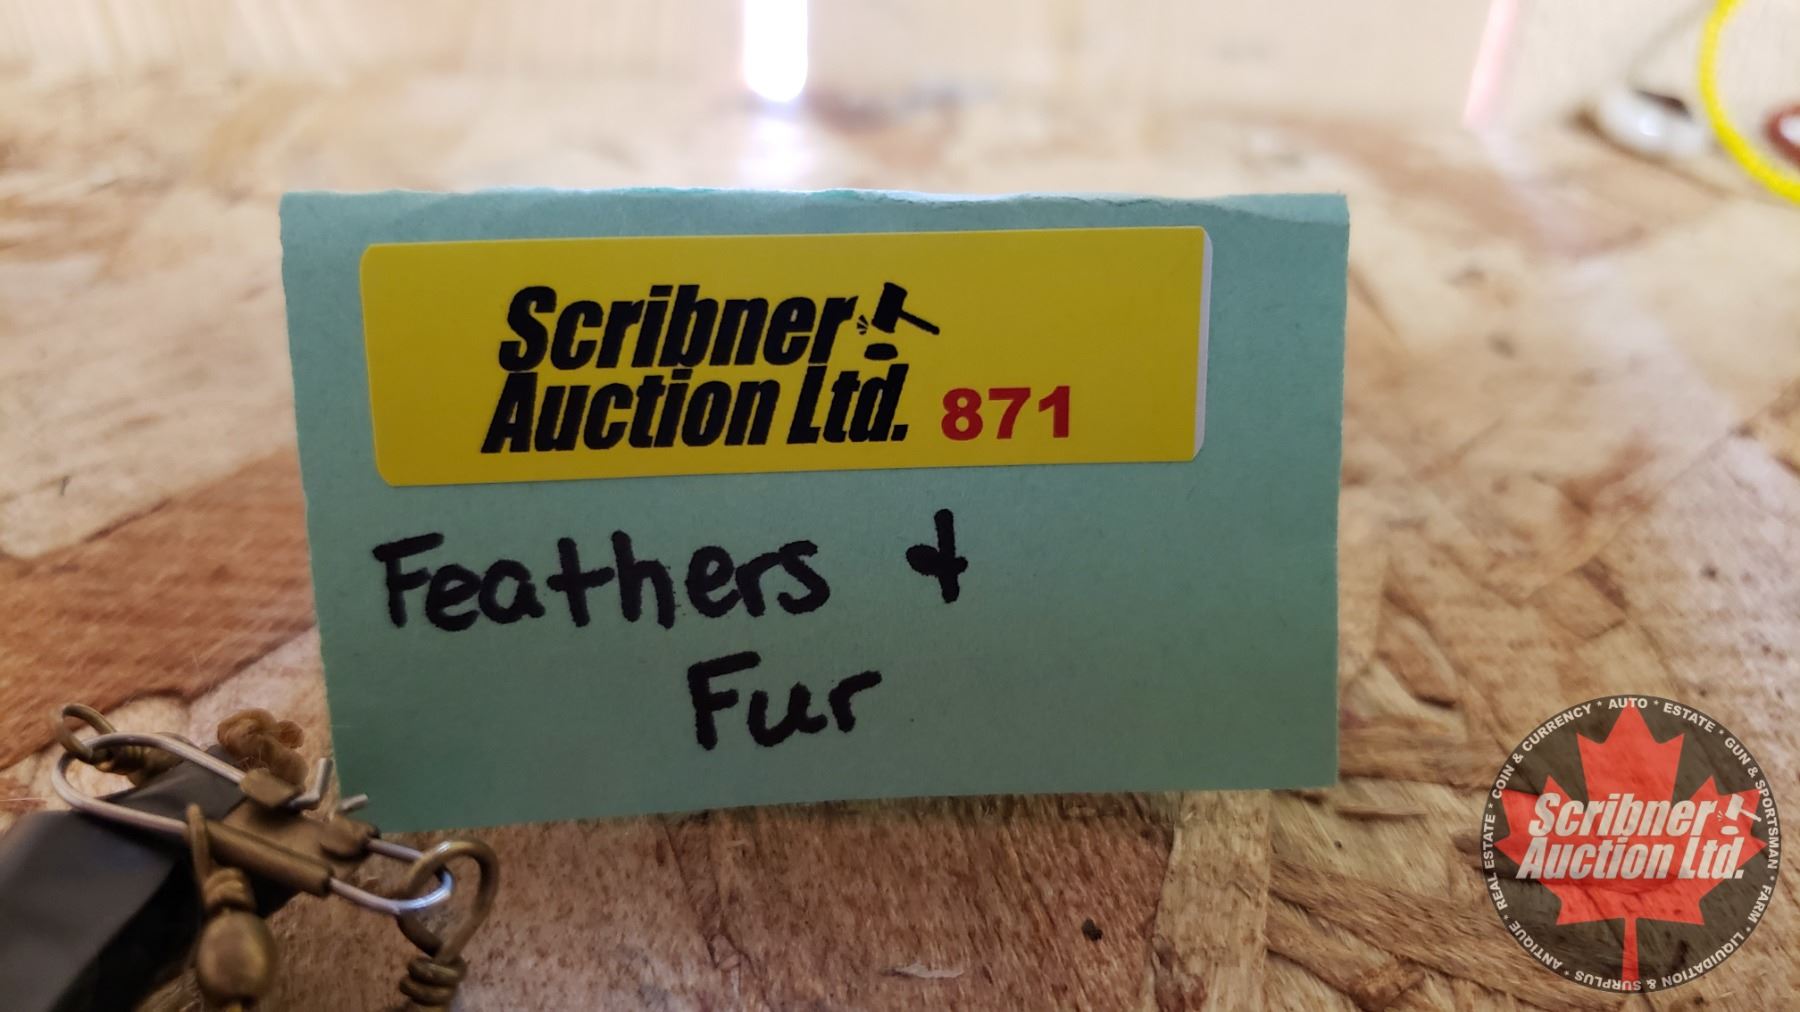 Scribner
Auction Ltd. 871
Feathers &
Fur
REAL ESTATE * COIN & CURRENCY * AUTO * ESTATE * GUN & SPORTSMAN * FARM * LIQUIDATION & SURPLUS * ANTIQUE *
Scribner
Auction Ltd.